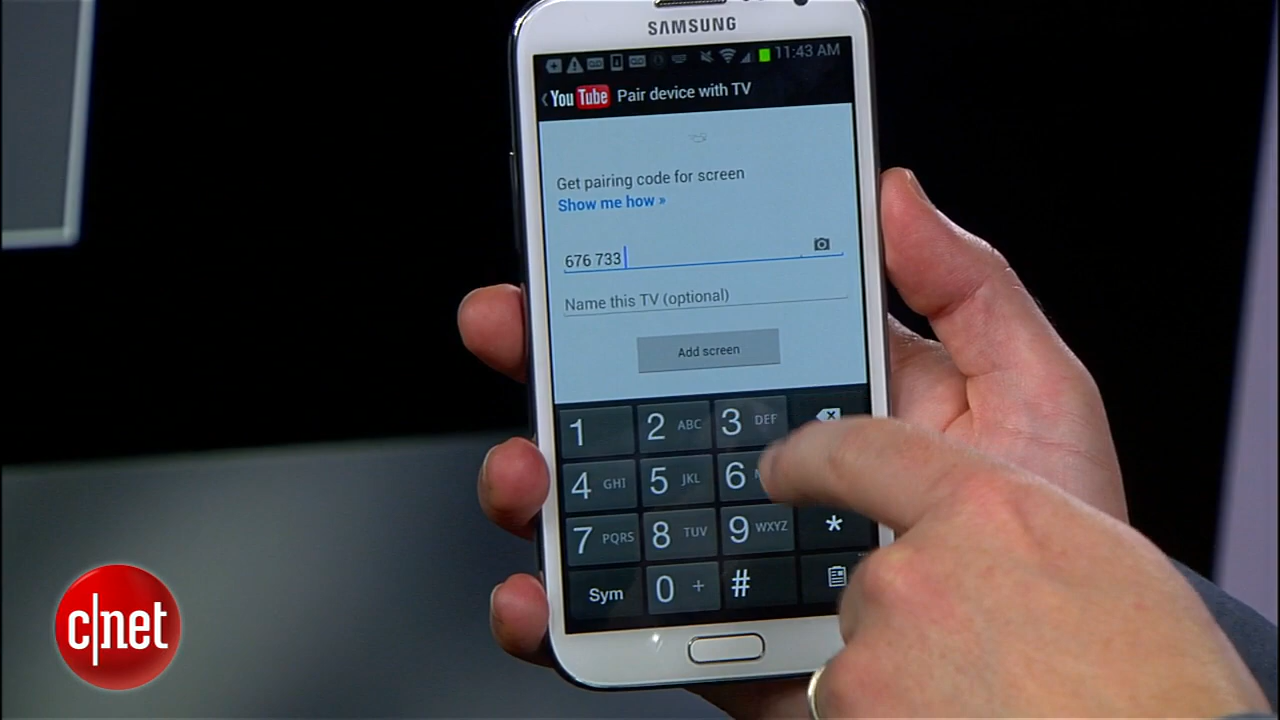 SAMSUNG
11:43 AM
YouTube Pair device with TV
Get pairing code for screen
Show me how »
676 733
Name this TV (optional)
Add screen
1 2 ABC 3 DEF
4 GHI 5 JKL 6
7 PQRS 8 TUV 9 WXYZ *
Sym 0 + #
c|net